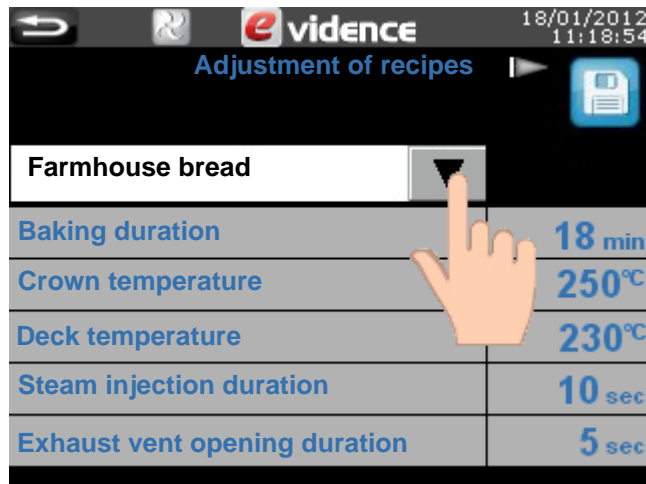 e vidence
18/01/2012
11:18:54
Adjustment of recipes
Farmhouse bread
Baking duration 18 min
Crown temperature 250°C
Deck temperature 230°C
Steam injection duration 10 sec
Exhaust vent opening duration 5 sec